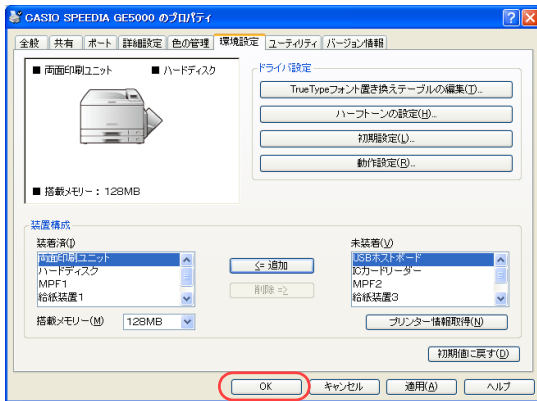 CASIO SPEEDIA GE5000 のプロパティ
全般 共有 ポート 詳細設定 色の管理 環境設定 ユーティリティ バージョン情報
■ 両面印刷ユニット ■ ハードディスク
■ 搭載メモリー： 128MB
ドライバ設定
TrueTypeフォント置き換えテーブルの編集(T)...
ハーフトーンの設定(H)...
初期設定(L)...
動作設定(R)...
装置構成
装着済(I)
両面印刷ユニット
ハードディスク
MPF1
給紙装置1
<= 追加
削除 =>
未装着(V)
USBホストボード
ICカードリーダー
MPF2
給紙装置3
搭載メモリー(M) 128MB
プリンター情報取得(N)
初期値に戻す(D)
OK キャンセル 適用(A) ヘルプ